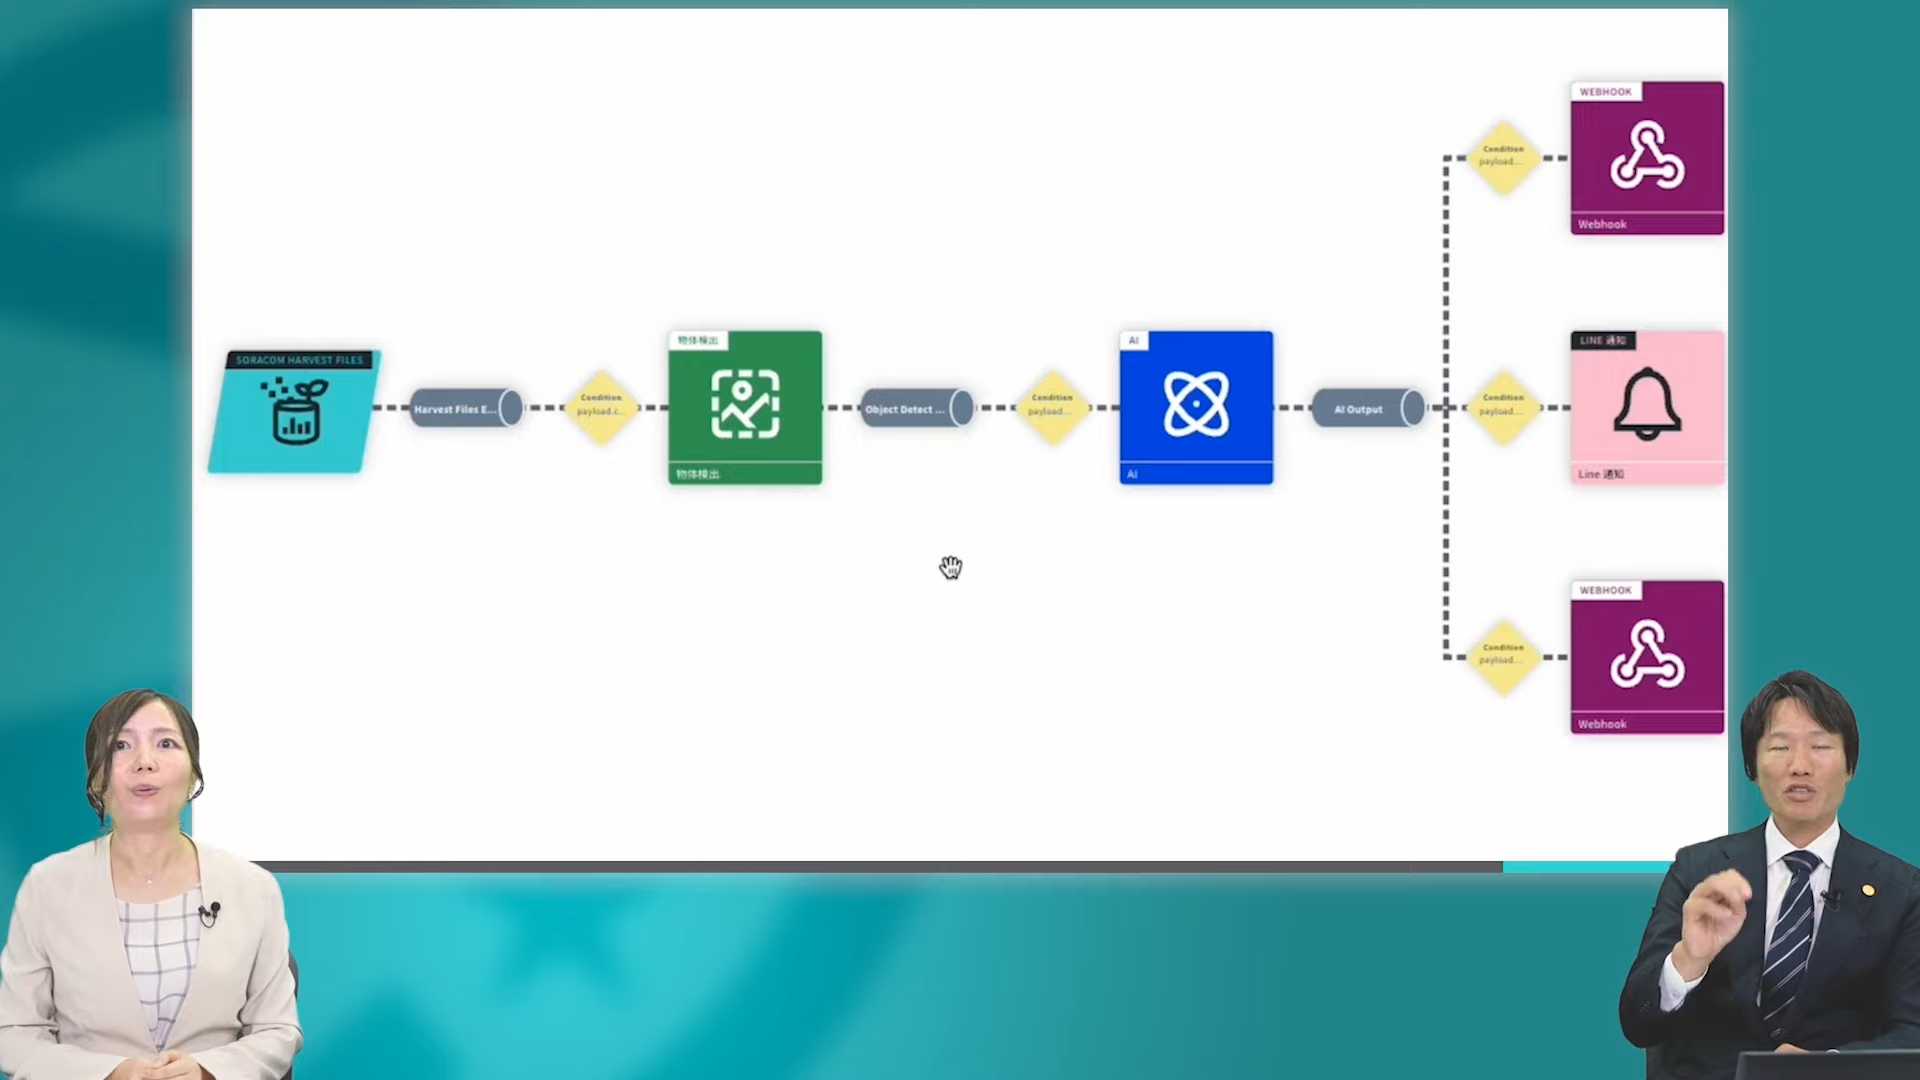 WEBHOOK
Condition
payload....
Webhook
SORACOM HARVEST FILES
Harvest Files E...
Condition
payload.c...
物体検出
物体検出
Object Detect ...
Condition
payload....
AI
AI
AI Output
Condition
payload....
LINE 通知
Line 通知
WEBHOOK
Condition
payload....
Webhook